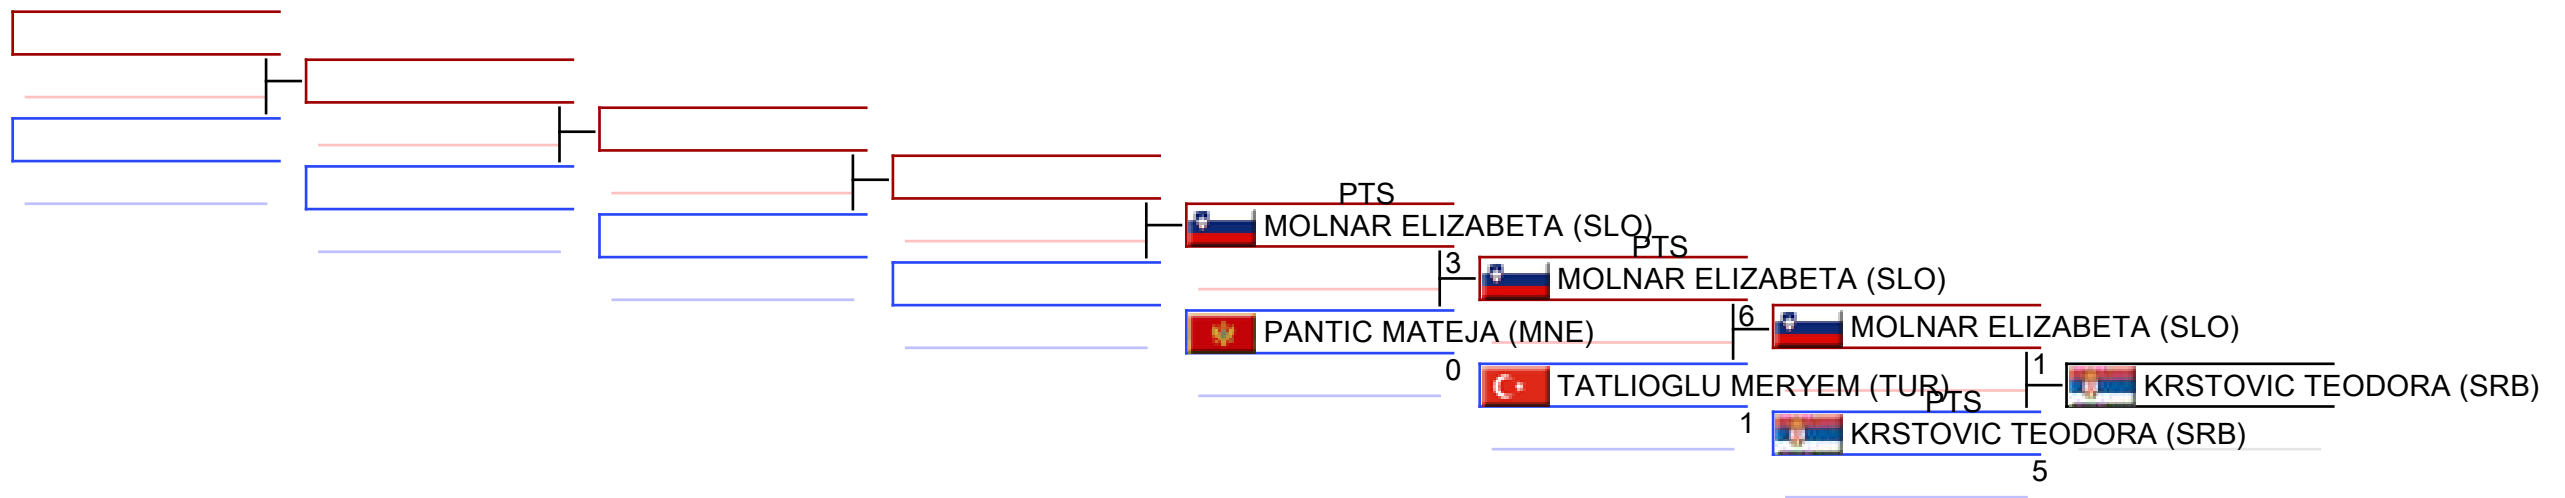 PTS
MOLNAR ELIZABETA (SLO)
PTS
3
MOLNAR ELIZABETA (SLO)
6
MOLNAR ELIZABETA (SLO)
PANTIC MATEJA (MNE)
0
TATLIOGLU MERYEM (TUR)
1
KRSTOVIC TEODORA (SRB)
PTS
1
KRSTOVIC TEODORA (SRB)
5